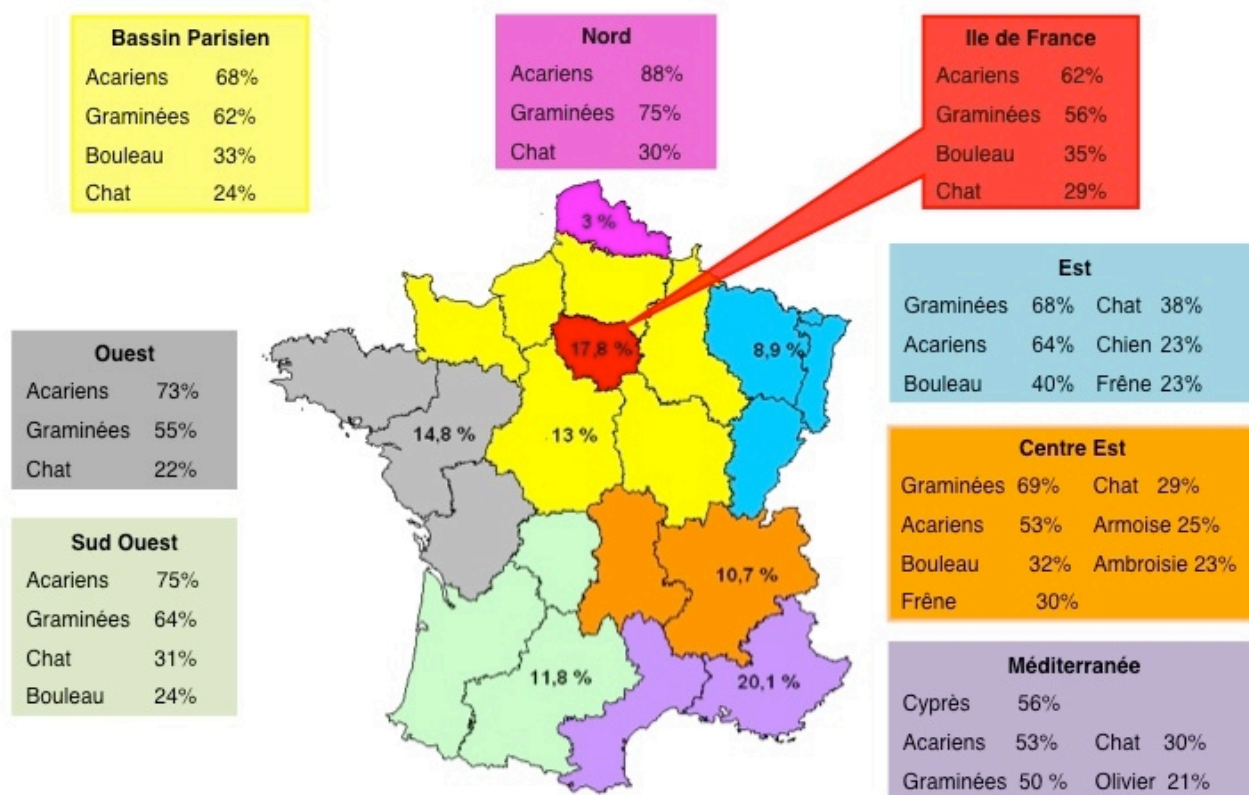 Bassin Parisien
Acariens 68%
Graminées 62%
Bouleau 33%
Chat 24%
Nord
Acariens 88%
Graminées 75%
Chat 30%
Ile de France
Acariens 62%
Graminées 56%
Bouleau 35%
Chat 29%
Ouest
Acariens 73%
Graminées 55%
Chat 22%
Sud Ouest
Acariens 75%
Graminées 64%
Chat 31%
Bouleau 24%
3 %
17,8 %
8,9 %
14,8 %
13 %
10,7 %
11,8 %
20,1 %
Est
Graminées 68% Chat 38%
Acariens 64% Chien 23%
Bouleau 40% Frêne 23%
Centre Est
Graminées 69% Chat 29%
Acariens 53% Armoise 25%
Bouleau 32% Ambroisie 23%
Frêne 30%
Méditerranée
Cyprès 56%
Acariens 53% Chat 30%
Graminées 50 % Olivier 21%